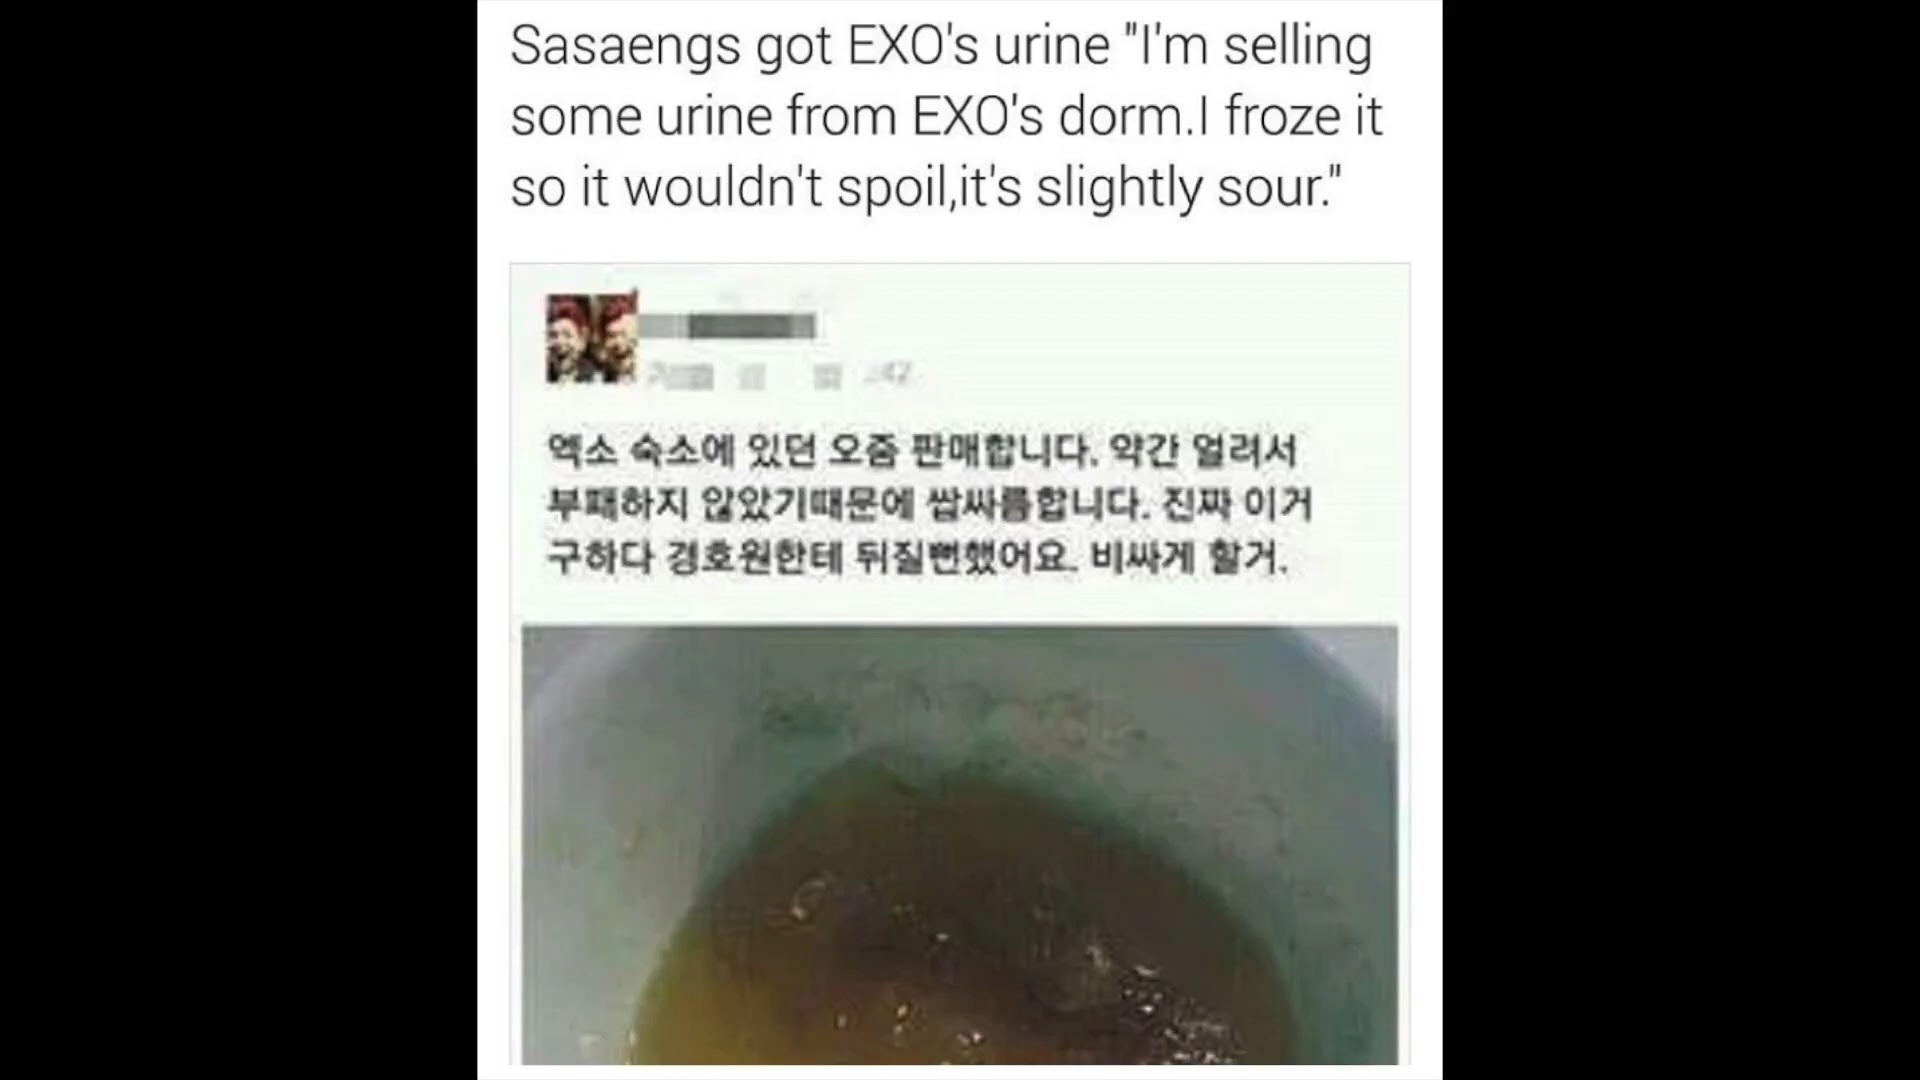 Sasaengs got EXO's urine "I'm selling
some urine from EXO's dorm.I froze it
so it wouldn't spoil,it's slightly sour."
엑소 숙소에 있던 오줌 판매합니다. 약간 얼려서
부패하지 않았기때문에 쌉싸름합니다. 진짜 이거
구하다 경호원한테 뒤질뻔했어요. 비싸게 할거.